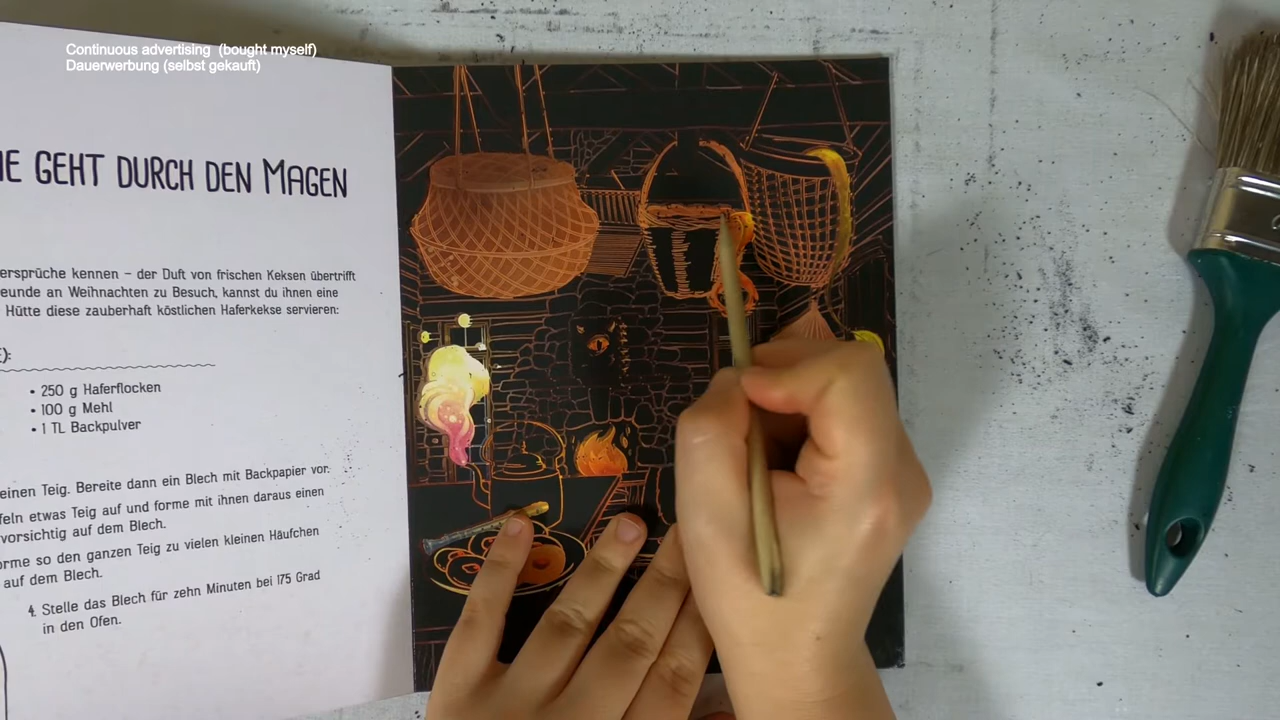 Continuous advertising (bought myself)
Dauerwerbung (selbst gekauft)
GEHT DURCH DEN MAGEN
kennen – der Duft von frischen Keksen übertrifft
an Weihnachten zu Besuch, kannst du ihnen eine
Hütte diese zauberhaft köstlichen Haferkekse servieren:
• 250 g Haferflocken
• 100 g Mehl
• 1 TL Backpulver
einen Teig. Bereite dann ein Blech mit Backpapier vor.
etwas Teig auf und forme mit ihnen daraus einen
vorsichtig auf dem Blech.
so den ganzen Teig zu vielen kleinen Häufchen
auf dem Blech.
4. Stelle das Blech für zehn Minuten bei 175 Grad
in den Ofen.